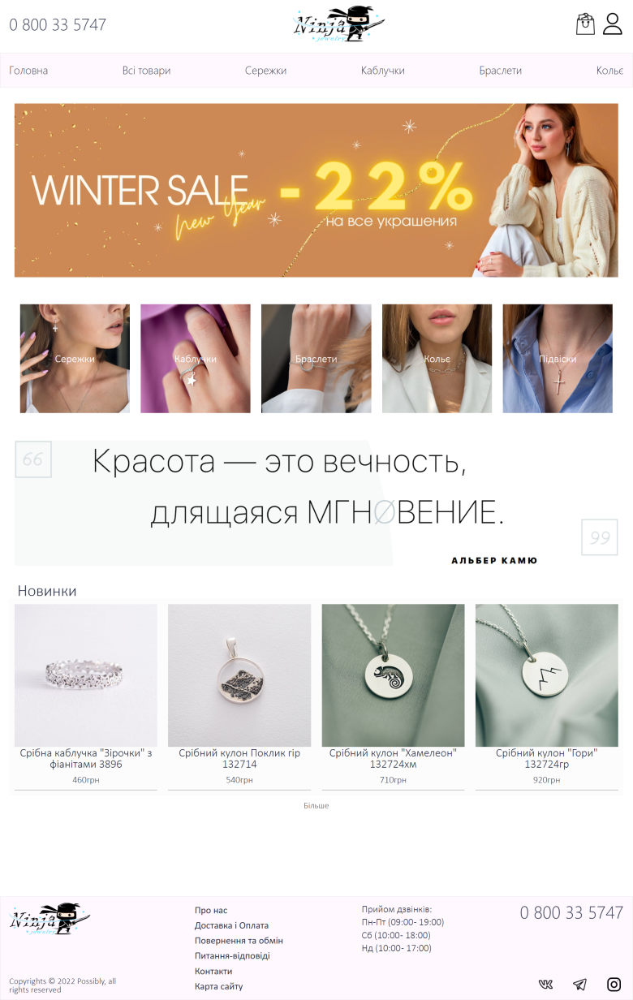 0 800 33 5747
Ninja
jewelry
Головна
Всі товари
Сережки
Каблучки
Браслети
Кольє
WINTER SALE
New Year
-22%
на все украшения
Сережки
Каблучки
Браслети
Кольє
Підвіски
66
Красота — это вечность,
длящаяся МГНØВЕНИЕ.
99
АЛЬБЕР КАМЮ
Новинки
Срібна каблучка "Зірочки" з
фіанітами 3896
460грн
Срібний кулон Поклик гір
132714
540грн
Срібний кулон "Хамелеон"
132724хм
710грн
Срібний кулон "Гори"
132724гр
920грн
Більше
Ninja
jewelry
Copyrights © 2022 Possibly, all
rights reserved
Про нас
Доставка і Оплата
Повернення та обмін
Питання-відповіді
Контакти
Карта сайту
Прийом дзвінків:
Пн-Пт (09:00- 19:00)
Сб (10:00- 18:00)
Нд (10:00- 17:00)
0 800 33 5747